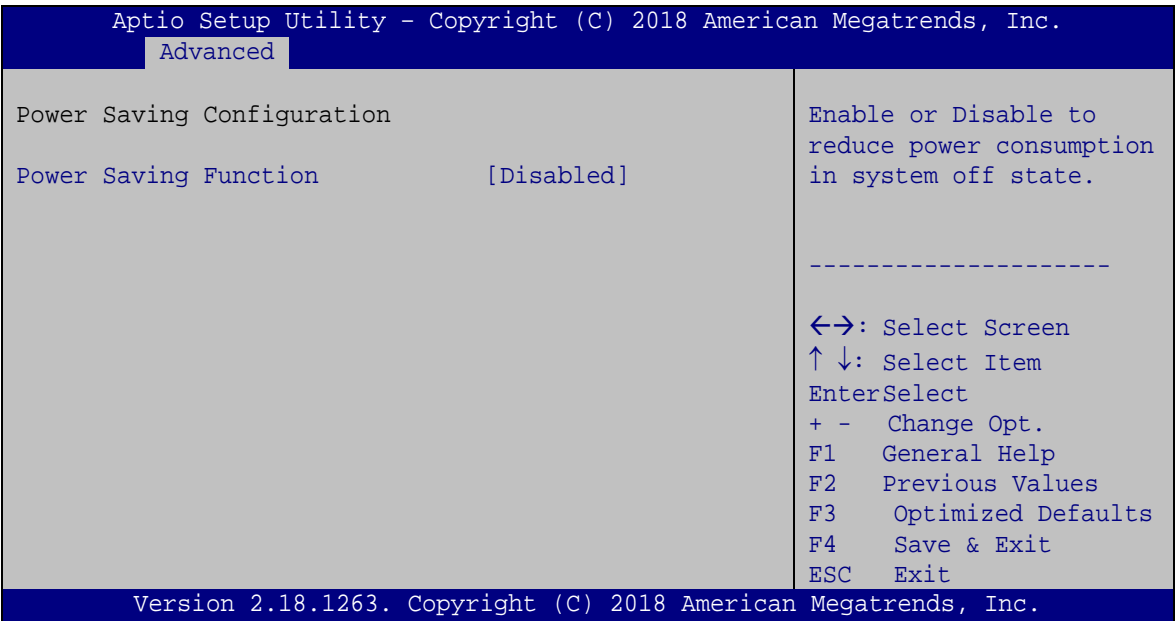 Aptio Setup Utility – Copyright (C) 2018 American Megatrends, Inc.
Advanced
Power Saving Configuration
Power Saving Function [Disabled]
Enable or Disable to
reduce power consumption
in system off state.
---------------------
←→: Select Screen
↑ ↓: Select Item
EnterSelect
+ - Change Opt.
F1 General Help
F2 Previous Values
F3 Optimized Defaults
F4 Save & Exit
ESC Exit
Version 2.18.1263. Copyright (C) 2018 American Megatrends, Inc.